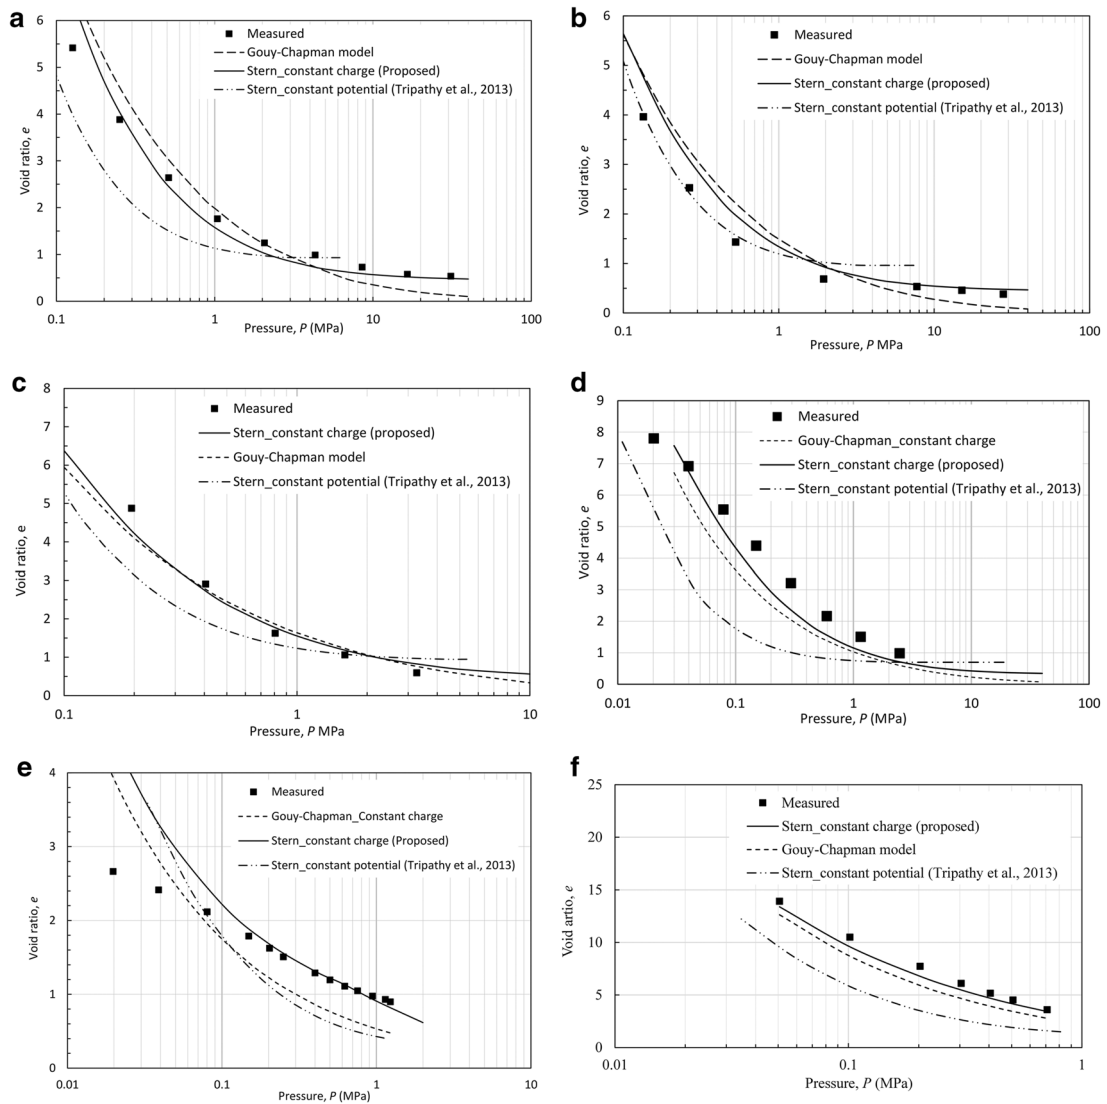 a
6
5
4
3
2
1
0
Void ratio, e
Measured
Gouy-Chapman model
Stern_constant charge (Proposed)
Stern_constant potential (Tripathy et al., 2013)
0.1 1 10 100
Pressure, P (MPa)
b
6
5
4
3
2
1
0
Void ratio, e
Measured
Gouy-Chapman model
Stern_constant charge (proposed)
Stern_constant potential (Tripathy et al., 2013)
0.1 1 10 100
Pressure, P MPa
c
8
7
6
5
4
3
2
1
0
Void ratio, e
Measured
Stern_constant charge (proposed)
Gouy-Chapman model
Stern_constant potential (Tripathy et al., 2013)
0.1 1 10
Pressure, P MPa
d
9
8
7
6
5
4
3
2
1
0
Void ratio, e
Measured
Gouy-Chapman_constant charge
Stern_constant charge (proposed)
Stern_constant potential (Tripathy et al., 2013)
0.01 0.1 1 10 100
Pressure, P (MPa)
e
4
3
2
1
0
Void ratio, e
Measured
Gouy-Chapman_Constant charge
Stern_constant charge (Proposed)
Stern_constant potential (Tripathy et al., 2013)
0.01 0.1 1 10
Pressure, P (MPa)
f
25
20
15
10
5
0
Void artio, e
Measured
Stern_constant charge (proposed)
Gouy-Chapman model
Stern_constant potential (Tripathy et al., 2013)
0.01 0.1 1
Pressure, P (MPa)